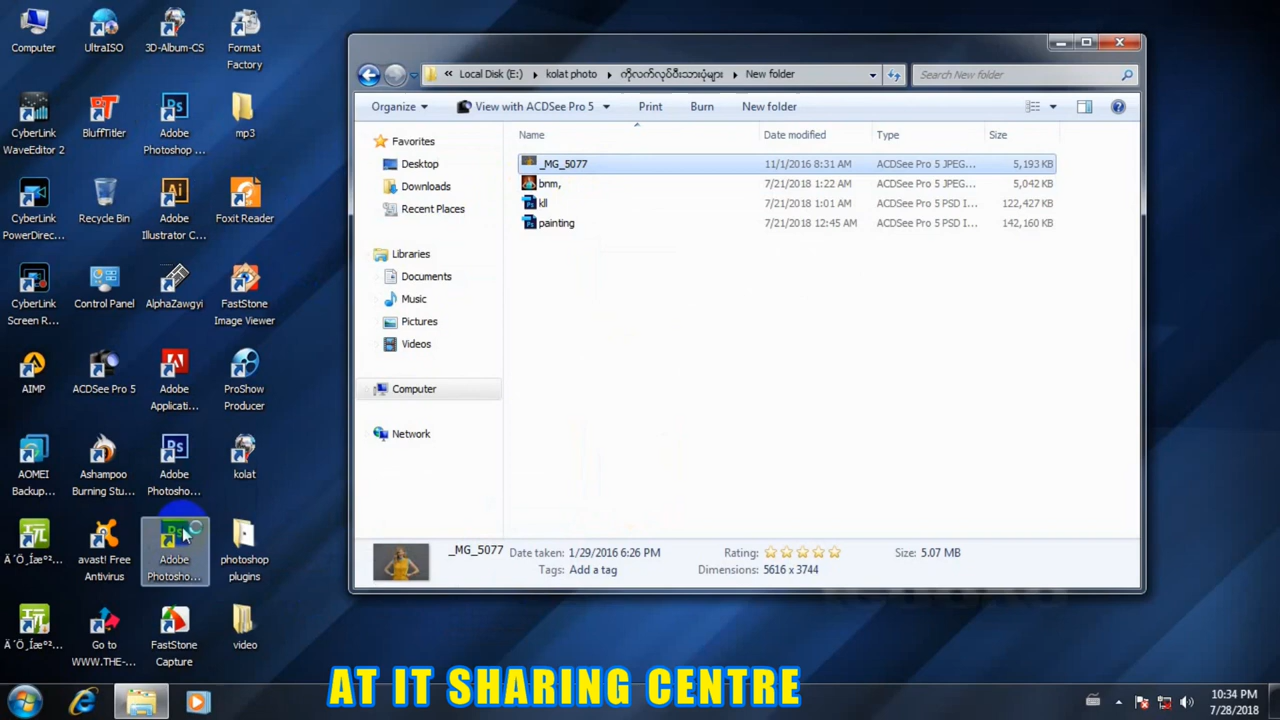 Computer
UltraISO
3D-Album-CS
Format
Factory
CyberLink
WaveEditor 2
BluffTitler
Adobe
Photoshop ...
mp3
CyberLink
PowerDirec...
Recycle Bin
Adobe
Illustrator C...
Foxit Reader
CyberLink
Screen R...
Control Panel
AlphaZawgyi
FastStone
Image Viewer
AIMP
ACDSee Pro 5
Adobe
Applicati...
ProShow
Producer
AOMEI
Backup...
Ashampoo
Burning Stu...
Adobe
Photosho...
kolat
avast! Free
Antivirus
Adobe
Photosho...
photoshop
plugins
Go to
WWW.THE-...
FastStone
Capture
video
« Local Disk (E:) kolat photo ကိုလက်လုပ်ပီးသားပုံများ New folder
Search New folder
Organize View with ACDSee Pro 5 Print Burn New folder
Favorites
Desktop
Downloads
Recent Places
Libraries
Documents
Music
Pictures
Videos
Computer
Network
Name Date modified Type Size
_MG_5077 11/1/2016 8:31 AM ACDSee Pro 5 JPEG... 5,193 KB
bnm, 7/21/2018 1:22 AM ACDSee Pro 5 JPEG... 5,042 KB
kll 7/21/2018 1:01 AM ACDSee Pro 5 PSD I... 122,427 KB
painting 7/21/2018 12:45 AM ACDSee Pro 5 PSD I... 142,160 KB
_MG_5077 Date taken: 1/29/2016 6:26 PM Rating: Size: 5.07 MB
Tags: Add a tag Dimensions: 5616 x 3744
AT IT SHARING CENTRE
10:34 PM
7/28/2018